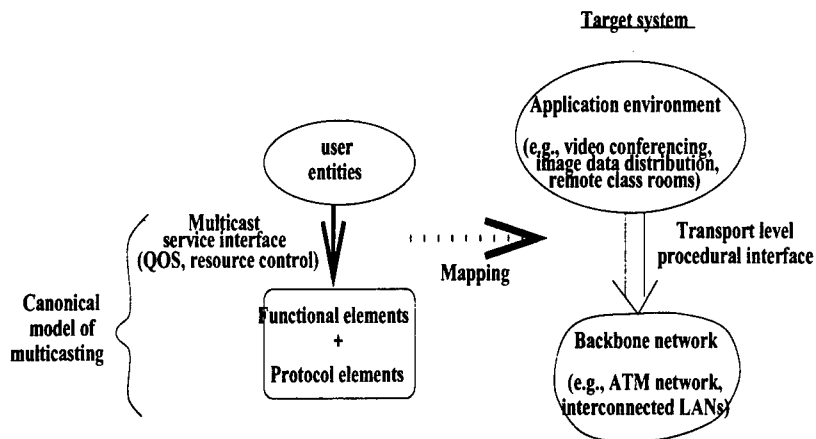 Target system
Application environment
(e.g., video conferencing,
image data distribution,
remote class rooms)
user
entities
Multicast
service interface
(QOS, resource control)
Mapping
Transport level
procedural interface
Canonical
model of
multicasting
Functional elements
+
Protocol elements
Backbone network
(e.g., ATM network,
interconnected LANs)